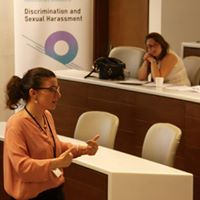 Discrimination and
Sexual Harassment